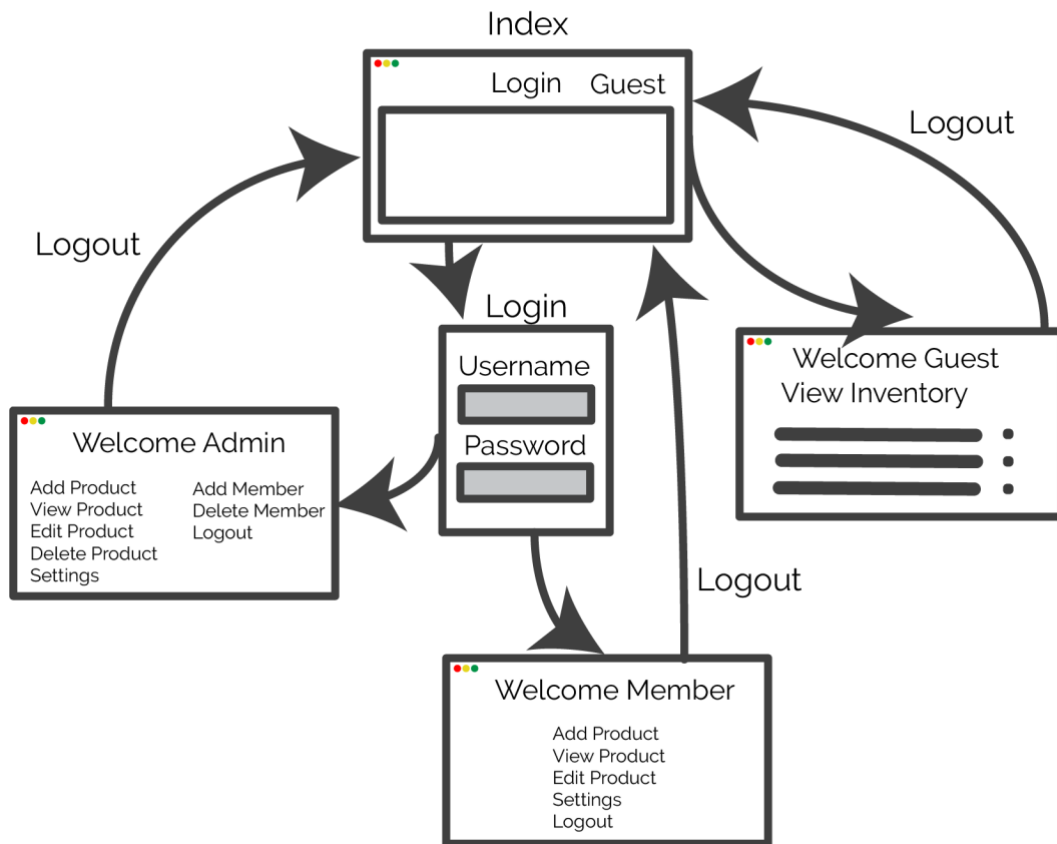 Index
Login Guest
Logout
Logout
Login
Username
Password
Welcome Guest
View Inventory
Welcome Admin
Add Product
View Product
Edit Product
Delete Product
Settings
Add Member
Delete Member
Logout
Logout
Welcome Member
Add Product
View Product
Edit Product
Settings
Logout